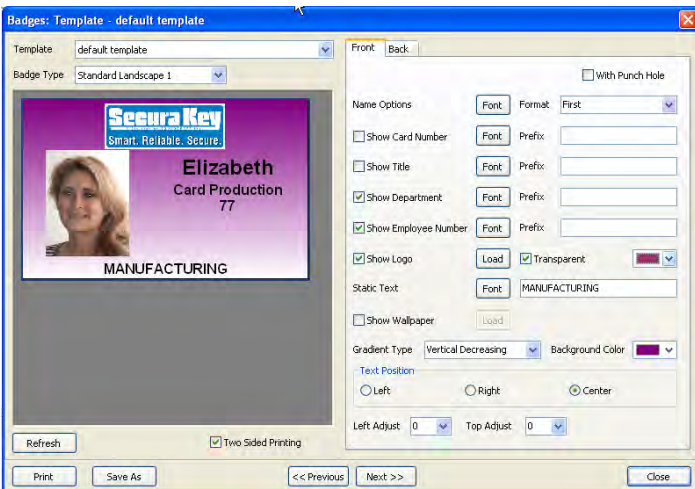 Badges: Template - default template
Template default template
Badge Type Standard Landscape 1
Secura Key
Smart. Reliable. Secure.
Elizabeth
Card Production
77
MANUFACTURING
Refresh Two Sided Printing
Front Back
With Punch Hole
Name Options Font Format First
Show Card Number Font Prefix
Show Title Font Prefix
Show Department Font Prefix
Show Employee Number Font Prefix
Show Logo Load Transparent
Static Text Font MANUFACTURING
Show Wallpaper Load
Gradient Type Vertical Decreasing Background Color
Text Position
Left Right Center
Left Adjust 0 Top Adjust 0
Print Save As << Previous Next >> Close